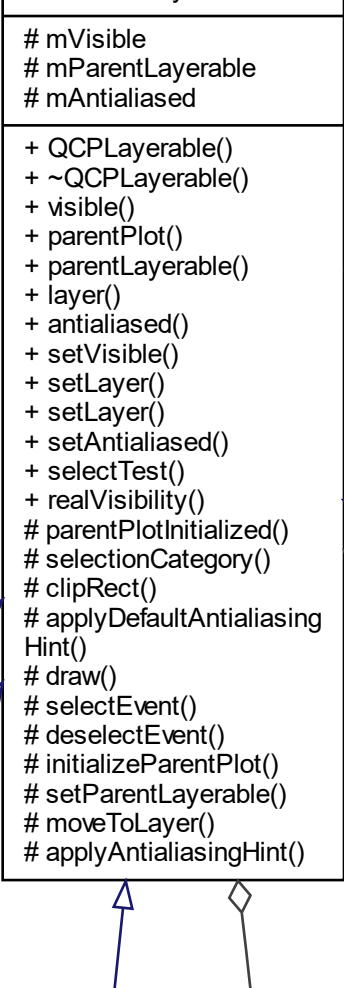 # mVisible
# mParentLayerable
# mAntialiased
+ QCPLayerable()
+ ~QCPLayerable()
+ visible()
+ parentPlot()
+ parentLayerable()
+ layer()
+ antialiased()
+ setVisible()
+ setLayer()
+ setLayer()
+ setAntialiased()
+ selectTest()
+ realVisibility()
# parentPlotInitialized()
# selectionCategory()
# clipRect()
# applyDefaultAntialiasing
Hint()
# draw()
# selectEvent()
# deselectEvent()
# initializeParentPlot()
# setParentLayerable()
# moveToLayer()
# applyAntialiasingHint()